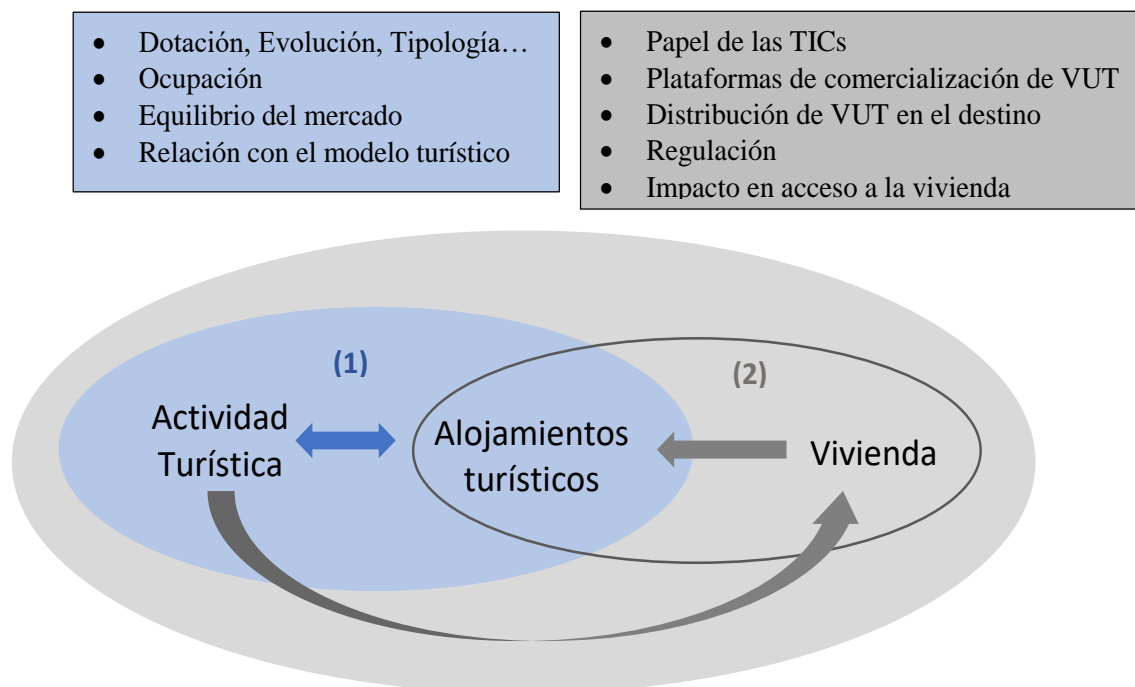 • Dotación, Evolución, Tipología…
• Ocupación
• Equilibrio del mercado
• Relación con el modelo turístico
• Papel de las TICs
• Plataformas de comercialización de VUT
• Distribución de VUT en el destino
• Regulación
• Impacto en acceso a la vivienda
(1)
(2)
Actividad
Turística
Alojamientos
turísticos
Vivienda